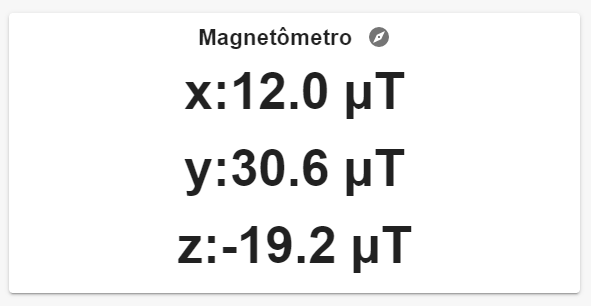 Magnetômetro
x:12.0 μT
y:30.6 μT
z:-19.2 μT